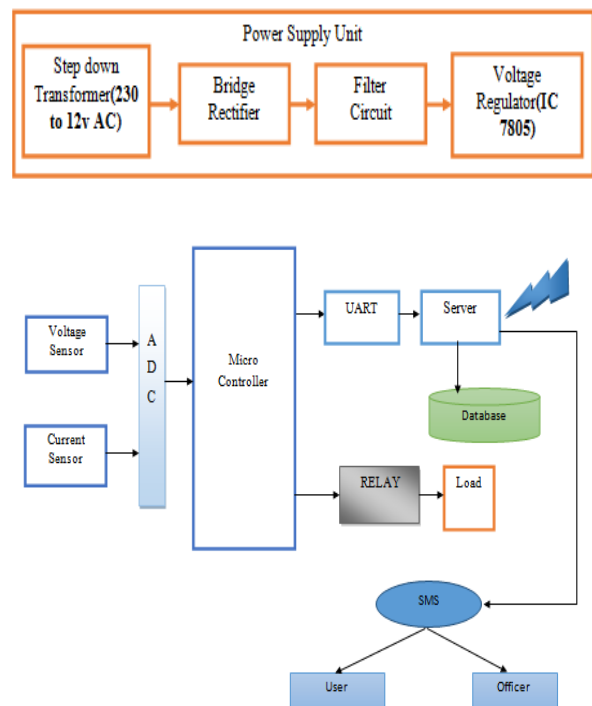 Power Supply Unit
Step down
Transformer(230
to 12v AC)
Bridge
Rectifier
Filter
Circuit
Voltage
Regulator(IC
7805)
Voltage
Sensor
Current
Sensor
A
D
C
Micro
Controller
UART
Server
Database
RELAY
Load
SMS
User
Officer